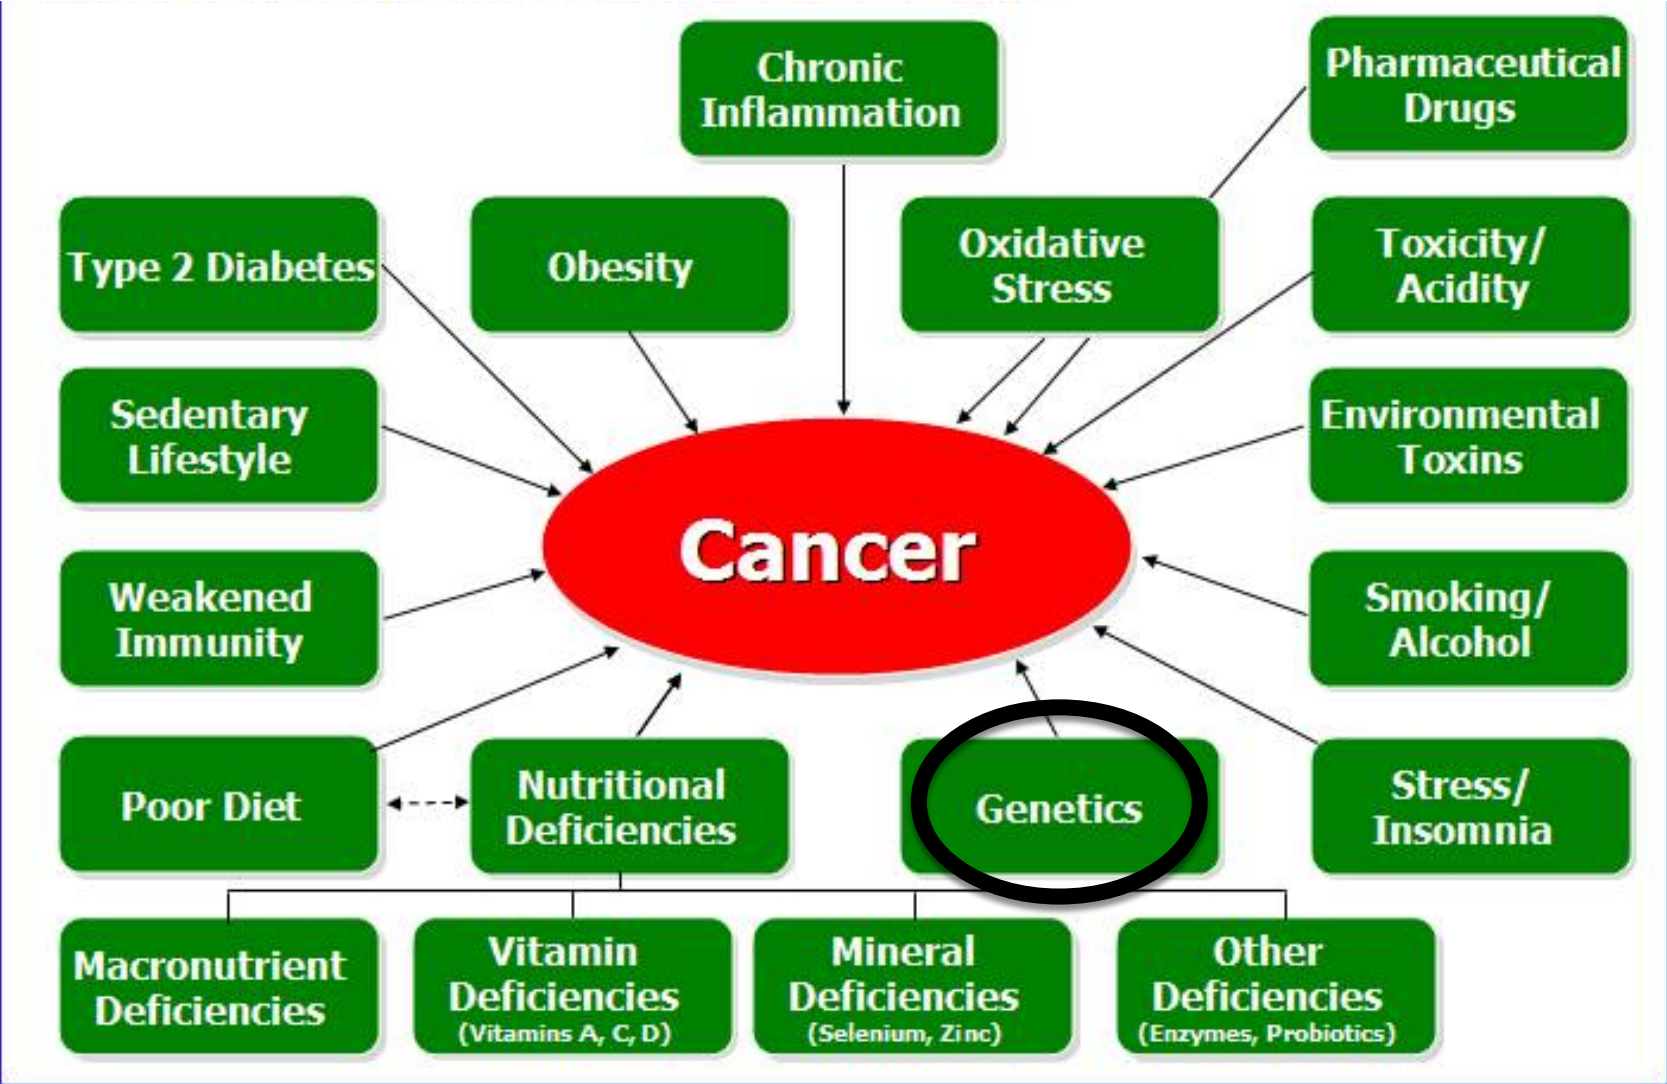 Chronic
Inflammation
Pharmaceutical
Drugs
Type 2 Diabetes
Obesity
Oxidative
Stress
Toxicity/
Acidity
Sedentary
Lifestyle
Environmental
Toxins
Cancer
Weakened
Immunity
Smoking/
Alcohol
Poor Diet
Nutritional
Deficiencies
Genetics
Stress/
Insomnia
Macronutrient
Deficiencies
Vitamin
Deficiencies
(Vitamins A, C, D)
Mineral
Deficiencies
(Selenium, Zinc)
Other
Deficiencies
(Enzymes, Probiotics)